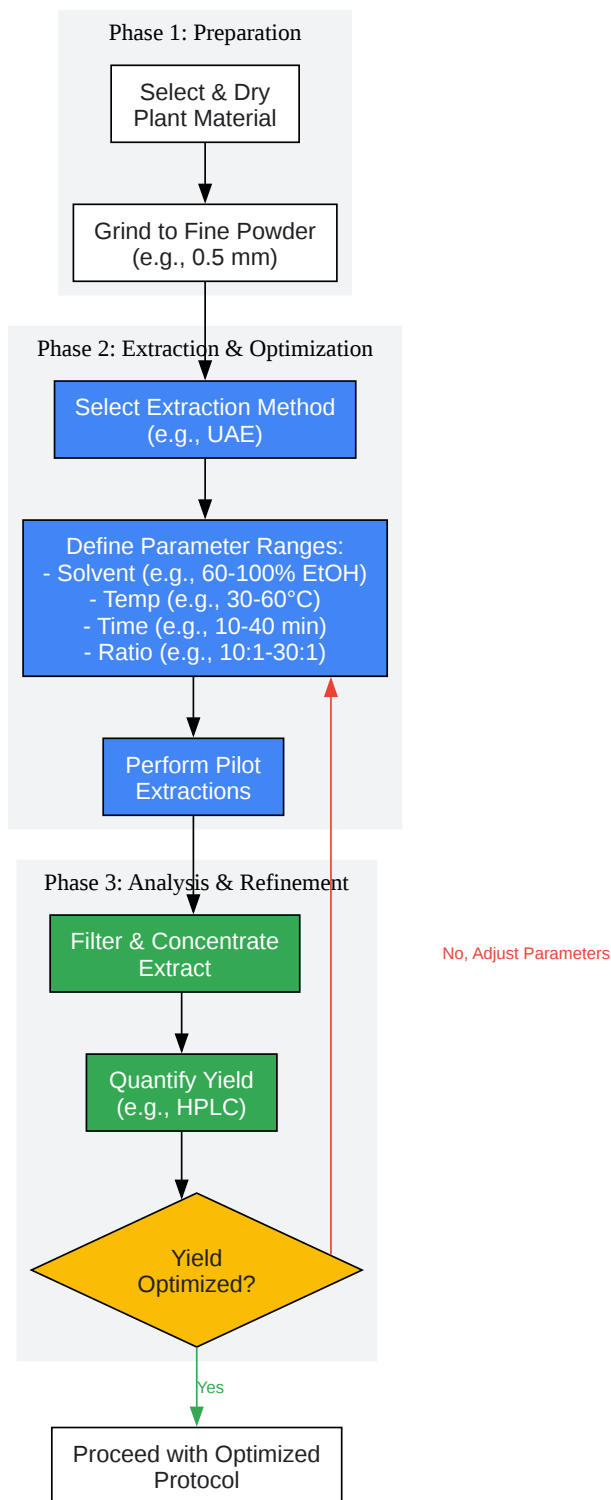 Phase 1: Preparation
Select & Dry
Plant Material
Grind to Fine Powder
(e.g., 0.5 mm)
Phase 2: Extraction & Optimization
Select Extraction Method
(e.g., UAE)
Define Parameter Ranges:
- Solvent (e.g., 60-100% EtOH)
- Temp (e.g., 30-60°C)
- Time (e.g., 10-40 min)
- Ratio (e.g., 10:1-30:1)
Perform Pilot
Extractions
Phase 3: Analysis & Refinement
Filter & Concentrate
Extract
No, Adjust Parameters
Quantify Yield
(e.g., HPLC)
Yield
Optimized?
Yes
Proceed with Optimized
Protocol